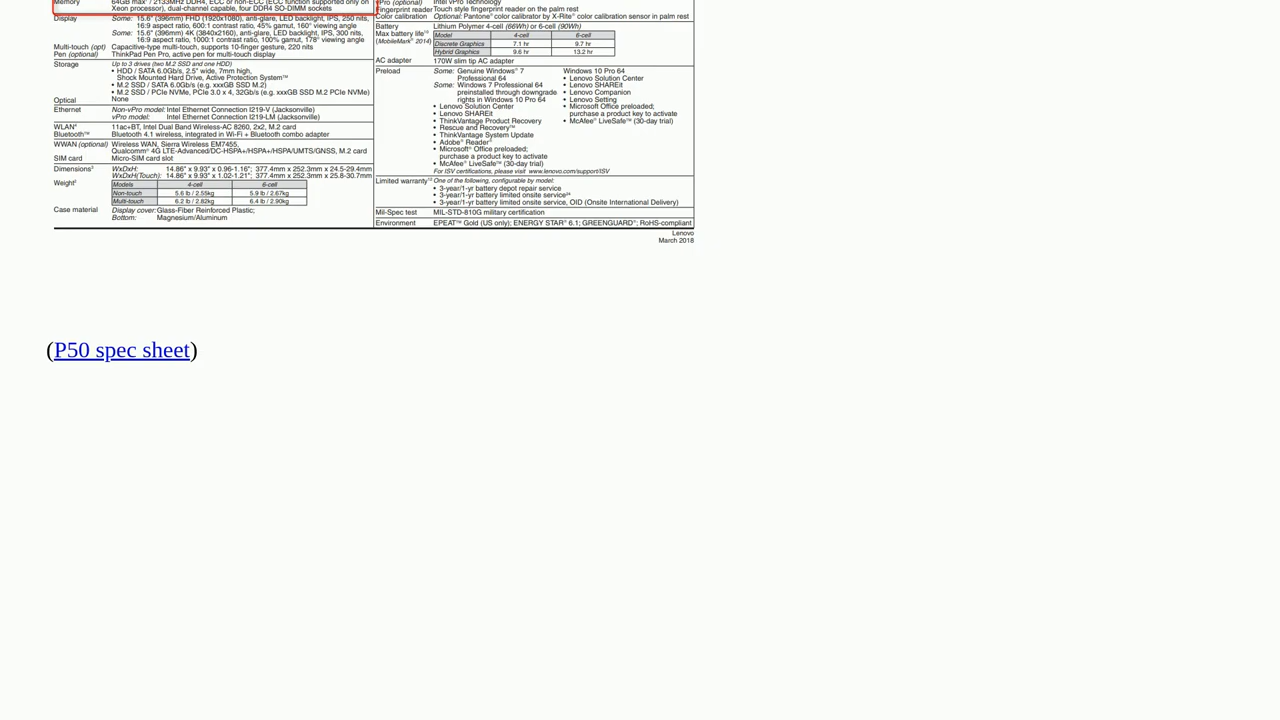 Memory 64GB max⁷ / 2133MHz DDR4, ECC or non-ECC (ECC function supported only on
Xeon processor), dual-channel capable, four DDR4 SO-DIMM sockets
Display Some: 15.6" (396mm) FHD (1920x1080), anti-glare, LED backlight, IPS, 250 nits,
16:9 aspect ratio, 600:1 contrast ratio, 45% gamut, 160° viewing angle
Some: 15.6" (396mm) 4K (3840x2160), anti-glare, LED backlight, IPS, 300 nits,
16:9 aspect ratio, 1000:1 contrast ratio, 100% gamut, 178° viewing angle
Multi-touch (opt) Capacitive-type multi-touch, supports 10-finger gesture, 220 nits
Pen (optional) ThinkPad Pen Pro, active pen for multi-touch display
Storage Up to 3 drives (two M.2 SSD and one HDD)
• HDD / SATA 6.0Gb/s, 2.5" wide, 7mm high,
Shock Mounted Hard Drive, Active Protection System™
• M.2 SSD / SATA 6.0Gb/s (e.g. xxxGB SSD M.2)
• M.2 SSD / PCIe NVMe, PCIe 3.0 x 4, 32Gb/s (e.g. xxxGB SSD M.2 PCIe NVMe)
Optical None
Ethernet Non-vPro model: Intel Ethernet Connection I219-V (Jacksonville)
vPro model: Intel Ethernet Connection I219-LM (Jacksonville)
WLAN⁴ 11ac+BT, Intel Dual Band Wireless-AC 8260, 2x2, M.2 card
Bluetooth™ Bluetooth 4.1 wireless, integrated in Wi-Fi + Bluetooth combo adapter
WWAN (optional) Wireless WAN, Sierra Wireless EM7455,
Qualcomm® 4G LTE-Advanced/DC-HSPA+/HSPA+/HSPA/UMTS/GNSS, M.2 card
SIM card Micro-SIM card slot
Dimensions³ WxDxH: 14.86" x 9.93" x 0.96-1.16"; 377.4mm x 252.3mm x 24.5-29.4mm
WxDxH(Touch): 14.86" x 9.93" x 1.02-1.21"; 377.4mm x 252.3mm x 25.8-30.7mm
Weight² Models 4-cell 6-cell
Non-touch 5.6 lb / 2.55kg 5.9 lb / 2.67kg
Multi-touch 6.2 lb / 2.82kg 6.4 lb / 2.90kg
Case material Display cover: Glass-Fiber Reinforced Plastic;
Bottom: Magnesium/Aluminum
vPro (optional) Intel vPro Technology
Fingerprint reader Touch style fingerprint reader on the palm rest
Color calibration Optional: Pantone® color calibrator by X-Rite® color calibration sensor in palm rest
Battery Lithium Polymer 4-cell (66Wh) or 6-cell (90Wh)
Max battery life¹⁵ Model 4-cell 6-cell
(MobileMark® 2014) Discrete Graphics 7.1 hr 9.7 hr
Hybrid Graphics 9.6 hr 13.2 hr
AC adapter 170W slim tip AC adapter
Preload Some: Genuine Windows® 7
Professional 64
Some: Windows 7 Professional 64
preinstalled through downgrade
rights in Windows 10 Pro 64
• Lenovo Solution Center
• Lenovo SHAREit
• ThinkVantage Product Recovery
• Rescue and Recovery™
• ThinkVantage System Update
• Adobe® Reader®
• Microsoft® Office preloaded;
purchase a product key to activate
• McAfee® LiveSafe™ (30-day trial)
Windows 10 Pro 64
• Lenovo Solution Center
• Lenovo SHAREit
• Lenovo Companion
• Lenovo Setting
• Microsoft Office preloaded;
purchase a product key to activate
• McAfee® LiveSafe™ (30-day trial)
For ISV certifications, please visit www.lenovo.com/support/ISV
Limited warranty¹² One of the following, configurable by model:
• 3-year/1-yr battery depot repair service
• 3-year/1-yr battery limited onsite service²⁴
• 3-year/1-yr battery limited onsite service, OID (Onsite International Delivery)
Mil-Spec test MIL-STD-810G military certification
Environment EPEAT™ Gold (US only); ENERGY STAR® 6.1; GREENGUARD®; RoHS-compliant
Lenovo
March 2018
(P50 spec sheet)